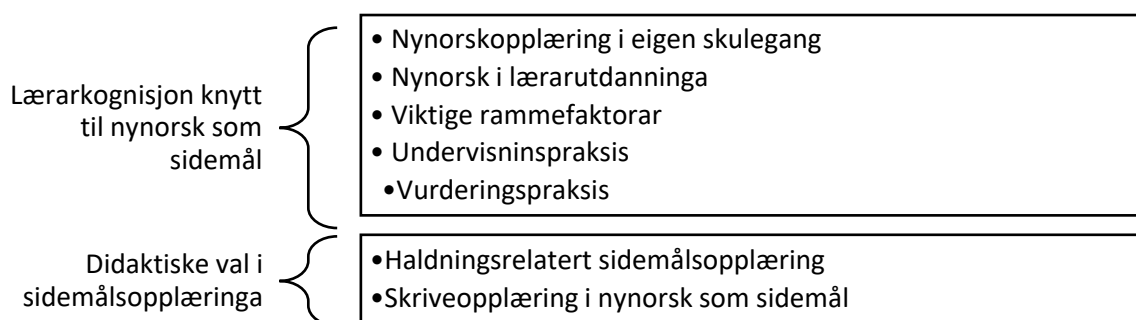 Lærarkognisjon knytt
til nynorsk som
sidemål
• Nynorskopplæring i eigen skulegang
• Nynorsk i lærarutdanninga
• Viktige rammefaktorar
• Undervisninspraksis
•Vurderingspraksis
Didaktiske val i
sidemålsopplæringa
•Haldningsrelatert sidemålsopplæring
•Skriveopplæring i nynorsk som sidemål